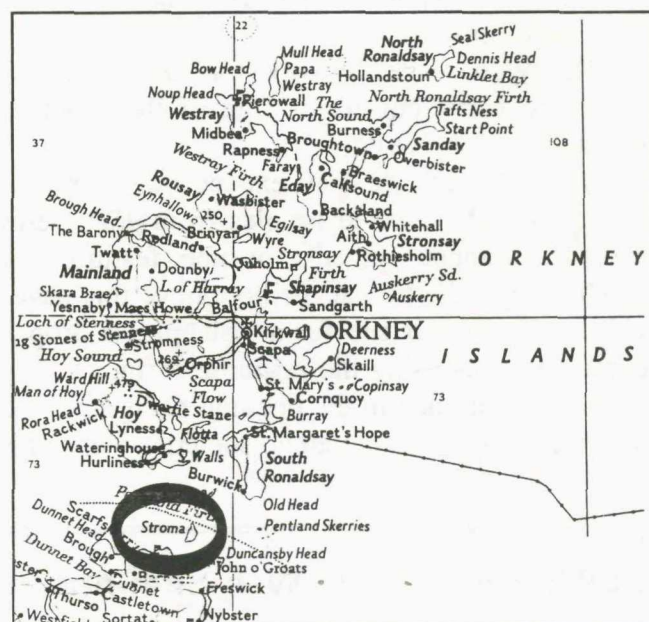 22
Seal Skerry
North Ronaldsay
Mull Head
Dennis Head
Bow Head
Papa Westray
Hollandstoun
Linklet Bay
Noup Head
Pierowall
The North Sound
North Ronaldsay Firth
Westray
Tafts Ness
Midbea
Burness
Start Point
37
Rapness
Broughtown
Sanday
108
Overbister
Westray Firth
Faray
Braeswick
Eday
Calfsound
Rousay
Wasbister
Eynhallow
250
Egilsay
Backaland
Brough Head
Whitehall
The Barony
Redland
Brinyan
Wyre
Aith
Stronsay
Twatt
Stronsay Firth
Rothiesholm
ORKNEY
Mainland
Dounby
Shapinsay
Auskerry Sd.
Skara Brae
L. of Harray
Auskerry
Yesnaby
Maes Howe
Balfour
Sandgarth
Loch of Stenness
Kirkwall
ORKNEY
ISLANDS
Stones of Stenness
Stromness
Scapa
Deerness
Hoy Sound
269
Orphir
Skaill
Ward Hill
479
Scapa Flow
St. Mary's
Copinsay
Man of Hoy
Cornquoy
73
Rora Head
Hoy
Dwarfie Stane
Burray
Rackwick
Lyness
Flotta
St. Margaret's Hope
Wateringhouse
S. Walls
73
Hurliness
South Ronaldsay
Burwick
Old Head
Dunnet Head
Stroma
Pentland Skerries
Brough
Duncansby Head
Dunnet Bay
John o'Groats
Dunnet
Thurso
Castletown
Freswick
Nybster